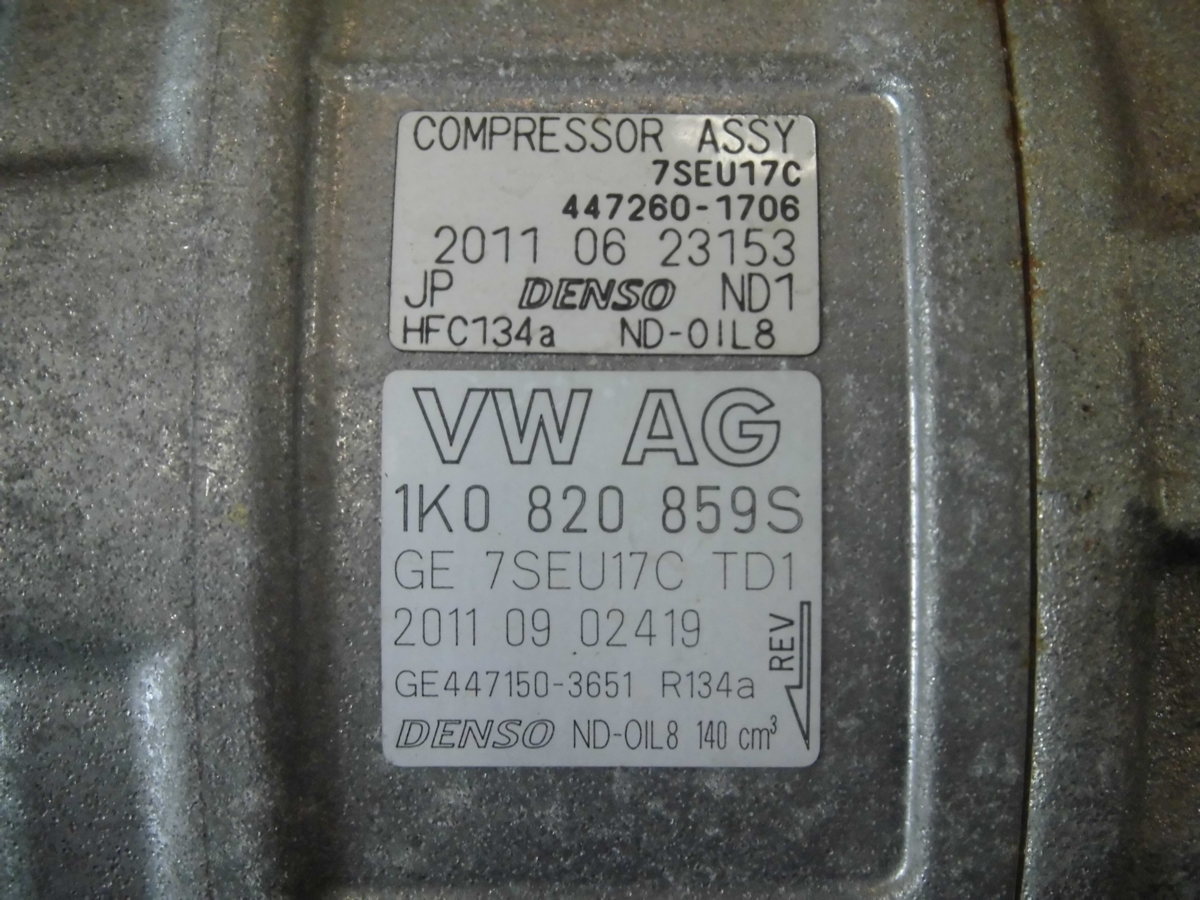 COMPRESSOR ASSY
7SEU17C
447260-1706
2011 06 23153
JP DENSO ND1
HFC134a ND-OIL8
VW AG
1K0 820 859S
GE 7SEU17C TD1
2011 09 02419
REV
GE447150-3651 R134a
DENSO ND-OIL8 140 cm³